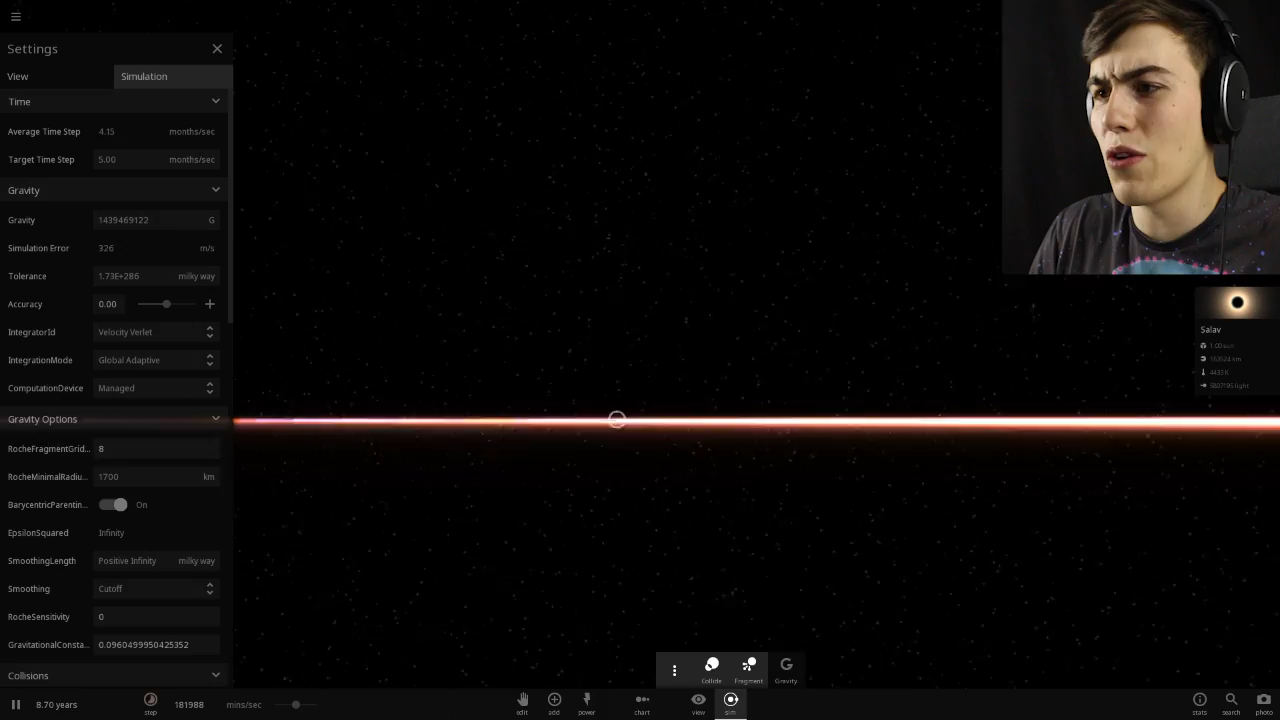 Settings
View Simulation
Time
Average Time Step 4.15 months/sec
Target Time Step 5.00 months/sec
Gravity
Gravity 1439469122 G
Simulation Error 326 m/s
Tolerance 1.73E+286 milky way
Accuracy 0.00
IntegratorId Velocity Verlet
IntegrationMode Global Adaptive
ComputationDevice Managed
Gravity Options
RocheFragmentGrid... 8
RocheMinimalRadiu... 1700 km
BarycentricParentin... On
EpsilonSquared Infinity
SmoothingLength Positive Infinity milky way
Smoothing Cutoff
RocheSensitivity 0
GravitationalConsta... 0.0960499950425352
Collisions
Salav
1.00 sun
4433 K
Collide Fragment Gravity
8.70 years step 181988 mins/sec edit add power chart view sim stats search photo